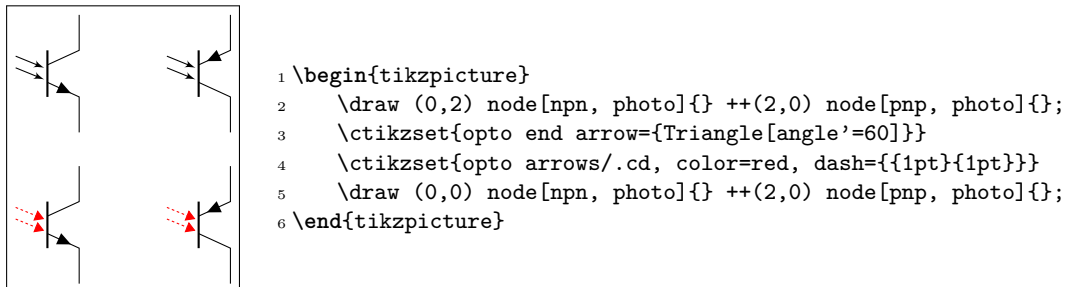 1 \begin{tikzpicture}
2     \draw (0,2) node[npn, photo]{} ++(2,0) node[pnp, photo]{};
3     \ctikzset{opto end arrow={Triangle[angle’=60]}}
4     \ctikzset{opto arrows/.cd, color=red, dash={{1pt}{1pt}}}
5     \draw (0,0) node[npn, photo]{} ++(2,0) node[pnp, photo]{};
6 \end{tikzpicture}